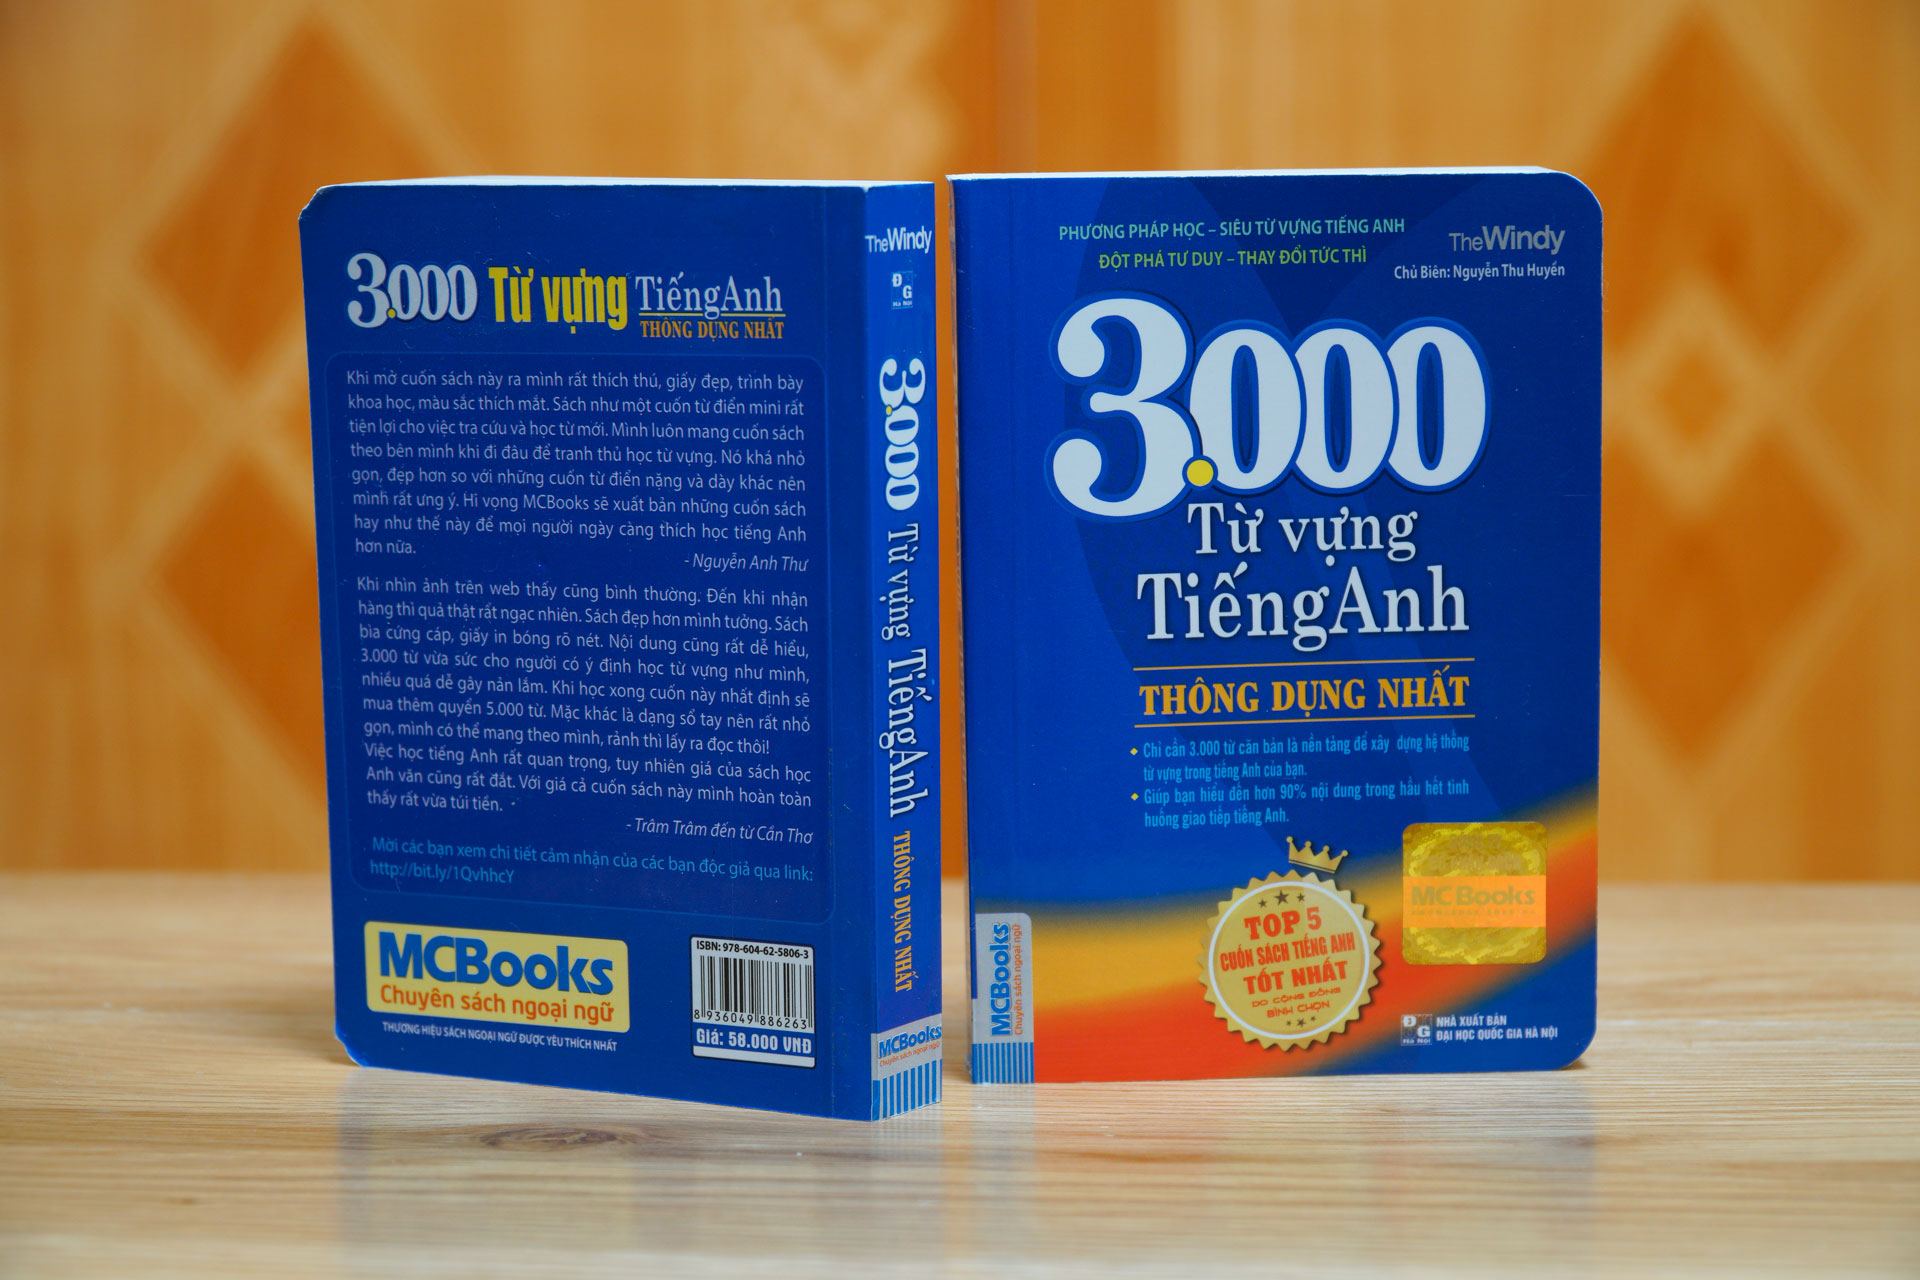 3.000 Từ vựng TiếngAnh
THÔNG DỤNG NHẤT
Khi mở cuốn sách này ra mình rất thích thú, giấy đẹp, trình bày
khoa học, màu sắc thích mắt. Sách như một cuốn từ điển mini rất
tiện lợi cho việc tra cứu và học từ mới. Mình luôn mang cuốn sách
theo bên mình khi đi đâu để tranh thủ học từ vựng. Nó khá nhỏ
gọn, đẹp hơn so với những cuốn từ điển nặng và dày khác nên
mình rất ưng ý. Hi vọng MCBooks sẽ xuất bản những cuốn sách
hay như thế này để mọi người ngày càng thích học tiếng Anh
hơn nữa.
- Nguyễn Anh Thư
Khi nhìn ảnh trên web thấy cũng bình thường. Đến khi nhận
hàng thì quả thật rất ngạc nhiên. Sách đẹp hơn mình tưởng. Sách
bìa cứng cáp, giấy in bóng rõ nét. Nội dung cũng rất dễ hiểu,
3.000 từ vừa sức cho người có ý định học từ vựng như mình,
nhiều quá dễ gây nản lắm. Khi học xong cuốn này nhất định sẽ
mua thêm quyển 5.000 từ. Mặc khác là dạng sổ tay nên rất nhỏ
gọn, mình có thể mang theo mình, rảnh thì lấy ra đọc thôi!
Việc học tiếng Anh rất quan trọng, tuy nhiên giá của sách học
Anh văn cũng rất đắt. Với giá cả cuốn sách này mình hoàn toàn
thấy rất vừa túi tiền.
- Trâm Trâm đến từ Cần Thơ
Mời các bạn xem chi tiết cảm nhận của các bạn độc giả qua link:
http://bit.ly/1QvhhcY
MCBooks
Chuyên sách ngoại ngữ
THƯƠNG HIỆU SÁCH NGOẠI NGỮ ĐƯỢC YÊU THÍCH NHẤT
ISBN: 978-604-62-5806-3
8 936049 886263
Giá: 58.000 VNĐ
TheWindy
ĐG
Hà Nội
3.000 Từ vựng TiếngAnh THÔNG DỤNG NHẤT
MCBooks
Chuyên sách ngoại ngữ
PHƯƠNG PHÁP HỌC – SIÊU TỪ VỰNG TIẾNG ANH
ĐỘT PHÁ TƯ DUY – THAY ĐỔI TỨC THÌ
TheWindy
Chủ Biên: Nguyễn Thu Huyền
3.000
Từ vựng
TiếngAnh
THÔNG DỤNG NHẤT
Chỉ cần 3.000 từ căn bản là nền tảng để xây dựng hệ thống
từ vựng trong tiếng Anh của bạn.
Giúp bạn hiểu đến hơn 90% nội dung trong hầu hết tình
huống giao tiếp tiếng Anh.
TOP 5
CUỐN SÁCH TIẾNG ANH
TỐT NHẤT
DO CỘNG ĐỒNG
BÌNH CHỌN
MCBooks
MCBooks
Chuyên sách ngoại ngữ
ĐG
Hà Nội
NHÀ XUẤT BẢN
ĐẠI HỌC QUỐC GIA HÀ NỘI